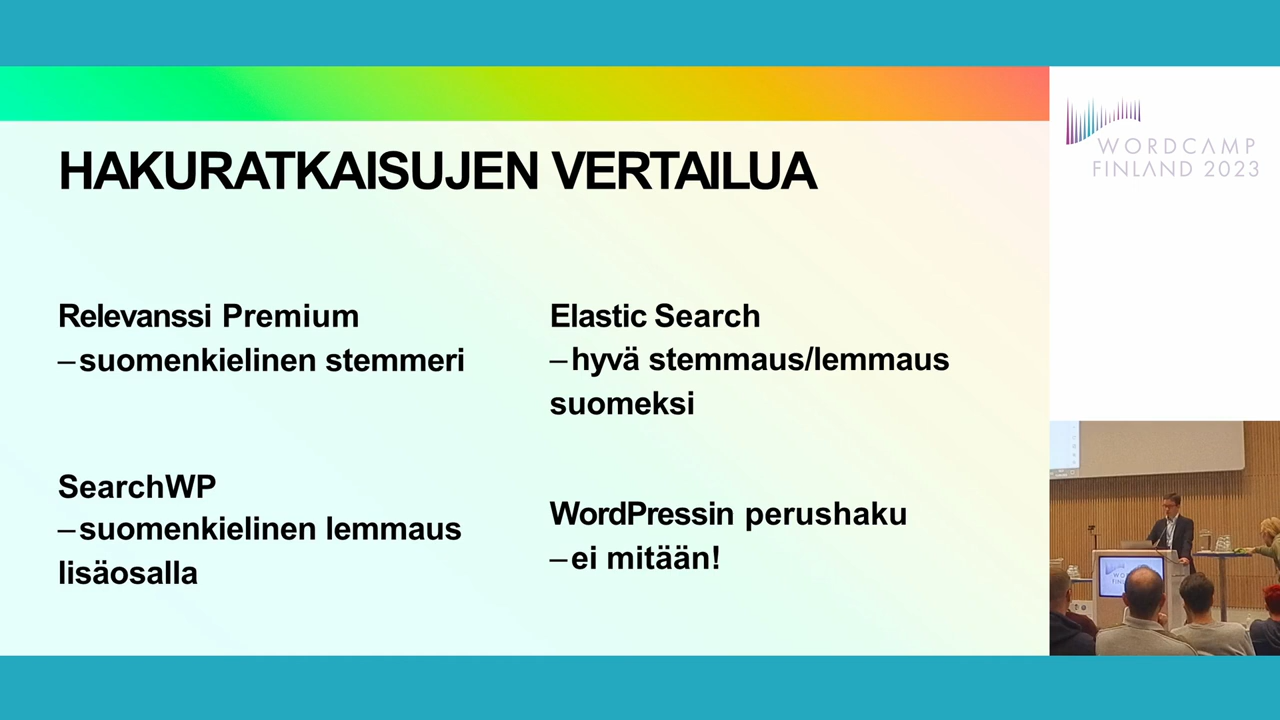 HAKURATKAISUJEN VERTAILUA
Relevanssi Premium
–suomenkielinen stemmeri
SearchWP
–suomenkielinen lemmaus
lisäosalla
Elastic Search
–hyvä stemmaus/lemmaus
suomeksi
WordPressin perushaku
–ei mitään!
WORDCAMP
FINLAND 2023